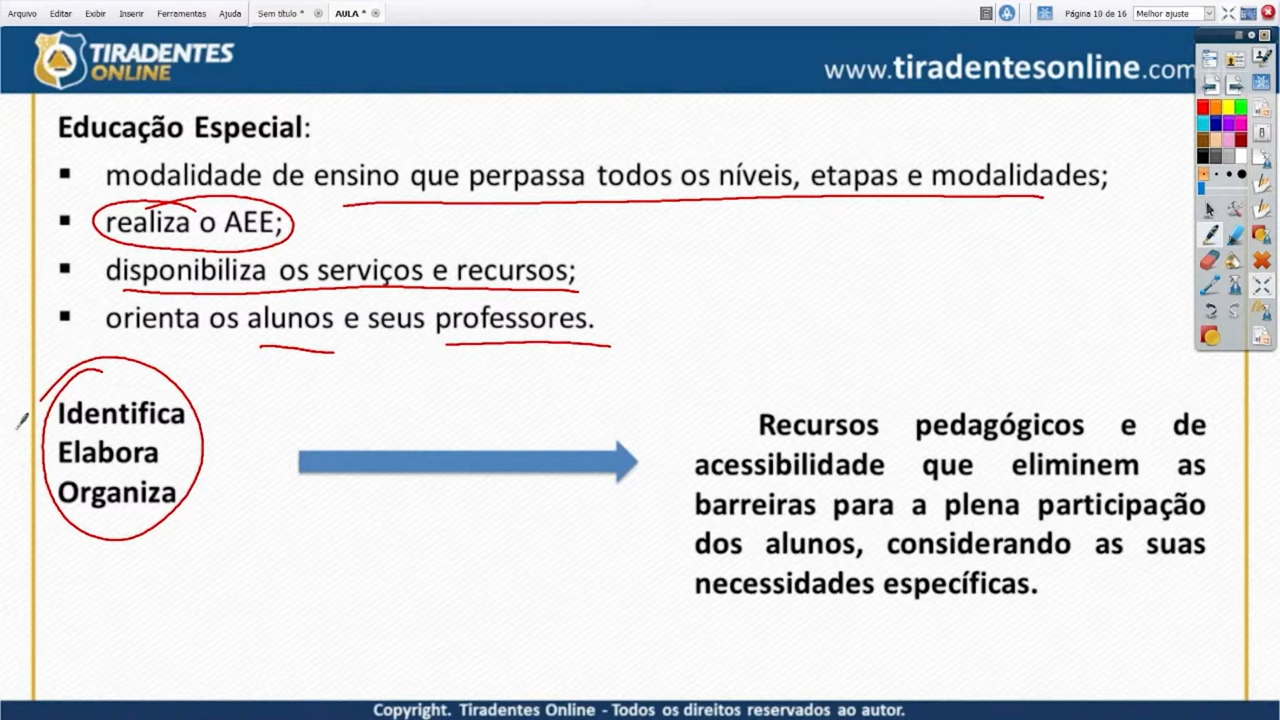 Arquivo Editar Exibir Inserir Ferramentas Ajuda Sem título * AULA * Página 10 de 16 Melhor ajuste
TIRADENTES
ONLINE
www.tiradentesonline.com
Educação Especial:
▪ modalidade de ensino que perpassa todos os níveis, etapas e modalidades;
▪ realiza o AEE;
▪ disponibiliza os serviços e recursos;
▪ orienta os alunos e seus professores.
Identifica
Elabora
Organiza
Recursos pedagógicos e de
acessibilidade que eliminem as
barreiras para a plena participação
dos alunos, considerando as suas
necessidades específicas.
Copyright. Tiradentes Online - Todos os direitos reservados ao autor.